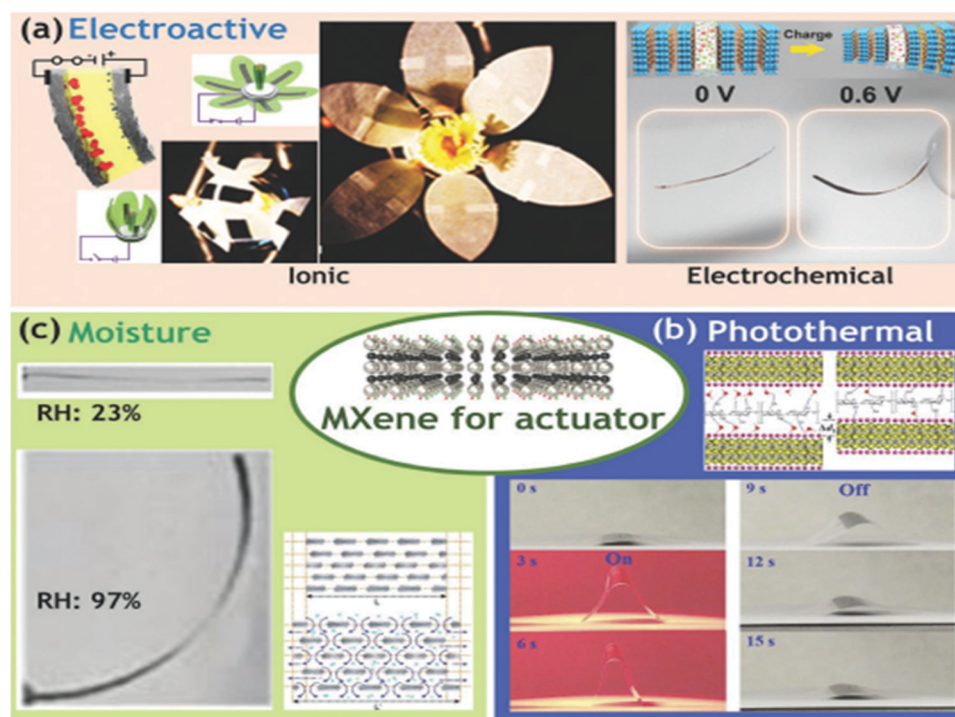 (a) Electroactive
Charge
0 V
0.6 V
Ionic
Electrochemical
(c) Moisture
RH: 23%
RH: 97%
MXene for actuator
(b) Photothermal
0 s
On
3 s
6 s
9 s
Off
12 s
15 s